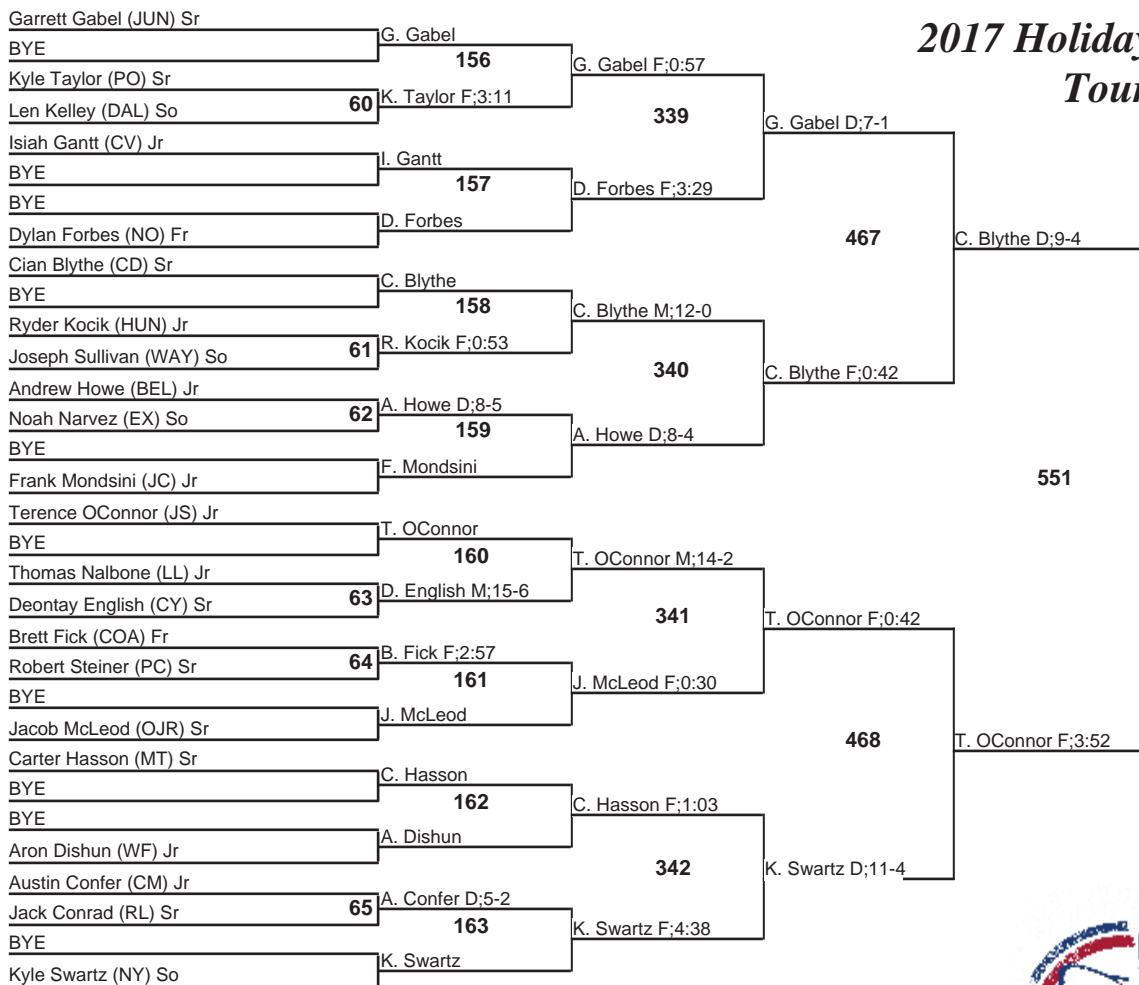 2017 Holiday
Tour
Garrett Gabel (JUN) Sr
BYE
Kyle Taylor (PO) Sr
Len Kelley (DAL) So
Isiah Gantt (CV) Jr
BYE
BYE
Dylan Forbes (NO) Fr
Cian Blythe (CD) Sr
BYE
Ryder Kocik (HUN) Jr
Joseph Sullivan (WAY) So
Andrew Howe (BEL) Jr
Noah Narvez (EX) So
BYE
Frank Mondsini (JC) Jr
Terence OConnor (JS) Jr
BYE
Thomas Nalbone (LL) Jr
Deontay English (CY) Sr
Brett Fick (COA) Fr
Robert Steiner (PC) Sr
BYE
Jacob McLeod (OJR) Sr
Carter Hasson (MT) Sr
BYE
BYE
Aron Dishun (WF) Jr
Austin Confer (CM) Jr
Jack Conrad (RL) Sr
BYE
Kyle Swartz (NY) So
60
61
62
63
64
65
G. Gabel
156
K. Taylor F;3:11
I. Gantt
157
D. Forbes
C. Blythe
158
R. Kocik F;0:53
A. Howe D;8-5
159
F. Mondsini
T. OConnor
160
D. English M;15-6
B. Fick F;2:57
161
J. McLeod
C. Hasson
162
A. Dishun
A. Confer D;5-2
163
K. Swartz
G. Gabel F;0:57
339
D. Forbes F;3:29
C. Blythe M;12-0
340
A. Howe D;8-4
T. OConnor M;14-2
341
J. McLeod F;0:30
C. Hasson F;1:03
342
K. Swartz F;4:38
G. Gabel D;7-1
467
C. Blythe F;0:42
T. OConnor F;0:42
468
K. Swartz D;11-4
C. Blythe D;9-4
551
T. OConnor F;3:52